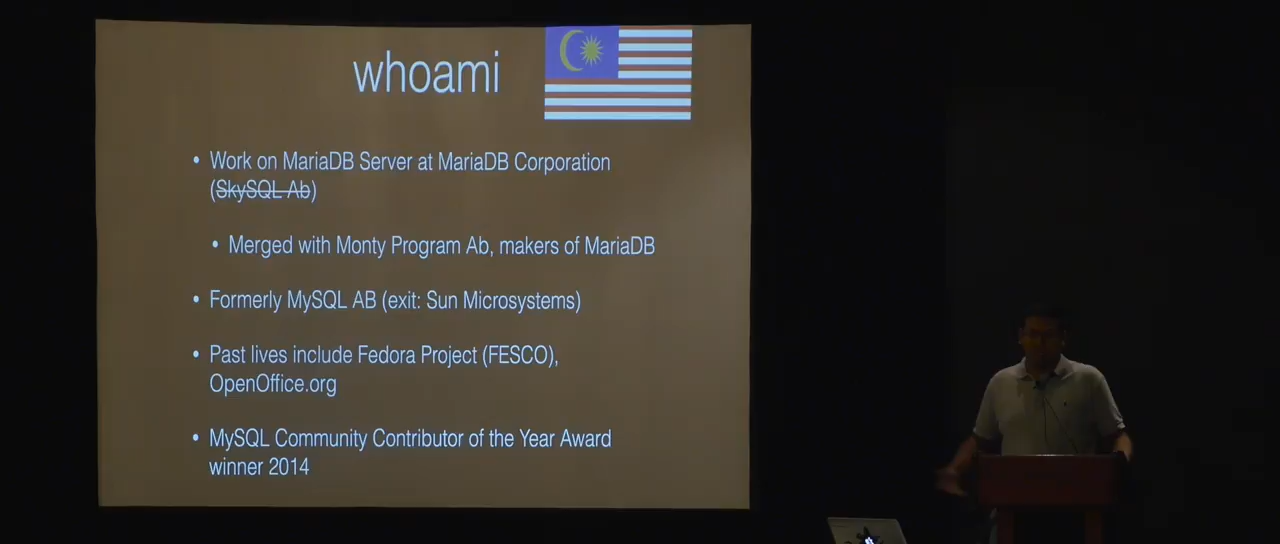 whoami
• Work on MariaDB Server at MariaDB Corporation
(SkySQL Ab)
• Merged with Monty Program Ab, makers of MariaDB
• Formerly MySQL AB (exit: Sun Microsystems)
• Past lives include Fedora Project (FESCO),
OpenOffice.org
• MySQL Community Contributor of the Year Award
winner 2014